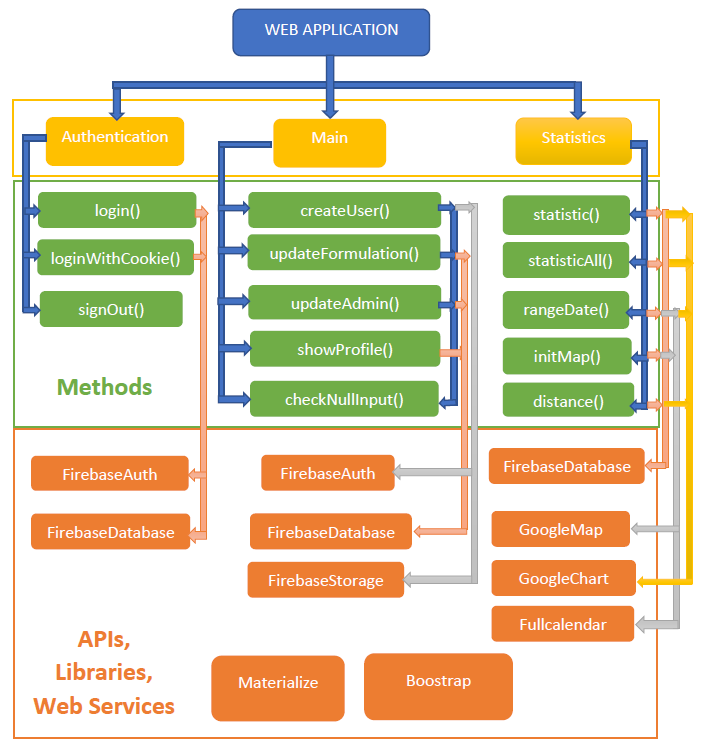 WEB APPLICATION
Authentication
Main
Statistics
login()
loginWithCookie()
signOut()
createUser()
updateFormulation()
updateAdmin()
showProfile()
checkNullInput()
statistic()
statisticAll()
rangeDate()
initMap()
distance()
Methods
FirebaseAuth
FirebaseDatabase
FirebaseAuth
FirebaseDatabase
FirebaseStorage
FirebaseDatabase
GoogleMap
GoogleChart
Fullcalendar
APIs,
Libraries,
Web Services
Materialize
Boostrap